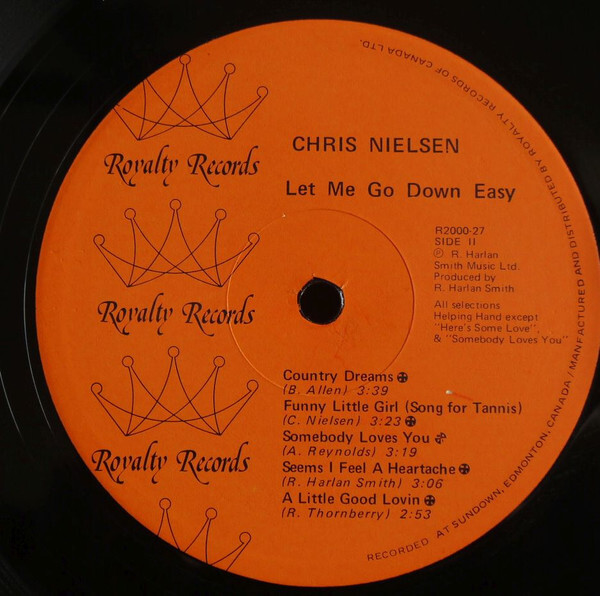 CHRIS NIELSEN
Let Me Go Down Easy
Royalty Records
Royalty Records
Royalty Records
R2000-27
SIDE II
Ⓟ R. Harlan
Smith Music Ltd.
Produced by
R. Harlan Smith
All selections
Helping Hand except
"Here's Some Love",
& "Somebody Loves You"
Country Dreams
(B. Allen) 3:39
Funny Little Girl (Song for Tannis)
(C. Nielsen) 3:23
Somebody Loves You
(A. Reynolds) 3:19
Seems I Feel A Heartache
(R. Harlan Smith) 3:06
A Little Good Lovin
(R. Thornberry) 2:53
RECORDED AT SUNDOWN, EDMONTON, CANADA / MANFACTURED AND DISTRIBUTED BY ROYALTY RECORDS OF CANADA LTD.